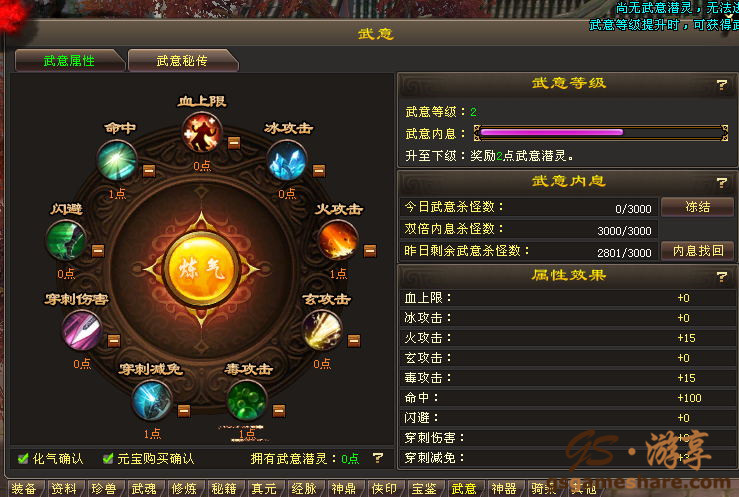 尚无武意潜灵，无法
武意等级提升时，可获得武
武意
武意属性
武意秘传
血上限
0点
命中
1点
冰攻击
0点
闪避
0点
火攻击
1点
炼气
穿刺伤害
0点
玄攻击
0点
穿刺减免
1点
毒攻击
化气确认
元宝购买确认
拥有武意潜灵：0点 ?
武意等级 ?
武意等级：2
武意内息：
升至下级：奖励2点武意潜灵。
武意内息 ?
今日武意杀怪数： 0/3000 冻结
双倍内息杀怪数： 3000/3000
昨日剩余武意杀怪数： 2801/3000 内息找回
属性效果 ?
血上限： +0
冰攻击： +0
火攻击： +15
玄攻击： +0
毒攻击： +15
命中： +100
闪避： +0
穿刺伤害：
穿刺减免：
游享
gs.gameshare.com
装备 资料 珍兽 武魂 修炼 秘籍 真元 经脉 神鼎 侠印 宝鉴 武意 神器 骑 其他